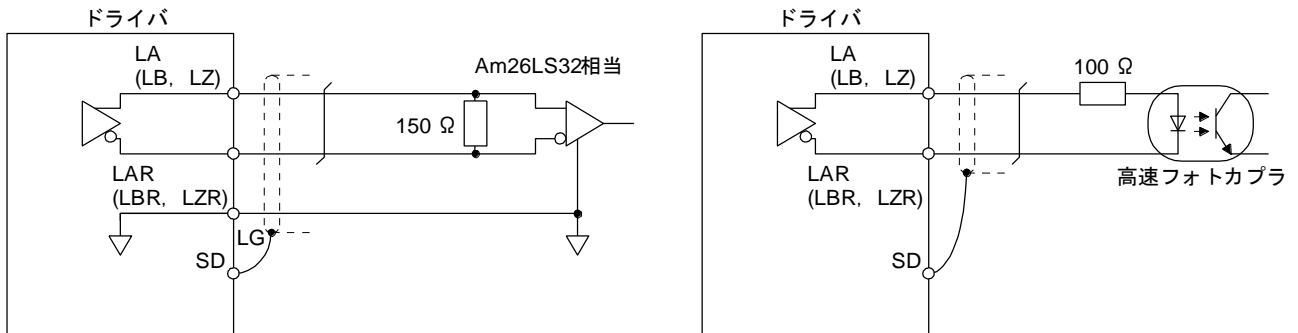 ドライバ
LA
(LB, LZ)
Am26LS32相当
150 Ω
LAR
(LBR, LZR)
LG
SD
ドライバ
LA
(LB, LZ)
100 Ω
LAR
(LBR, LZR)
高速フォトカプラ
SD